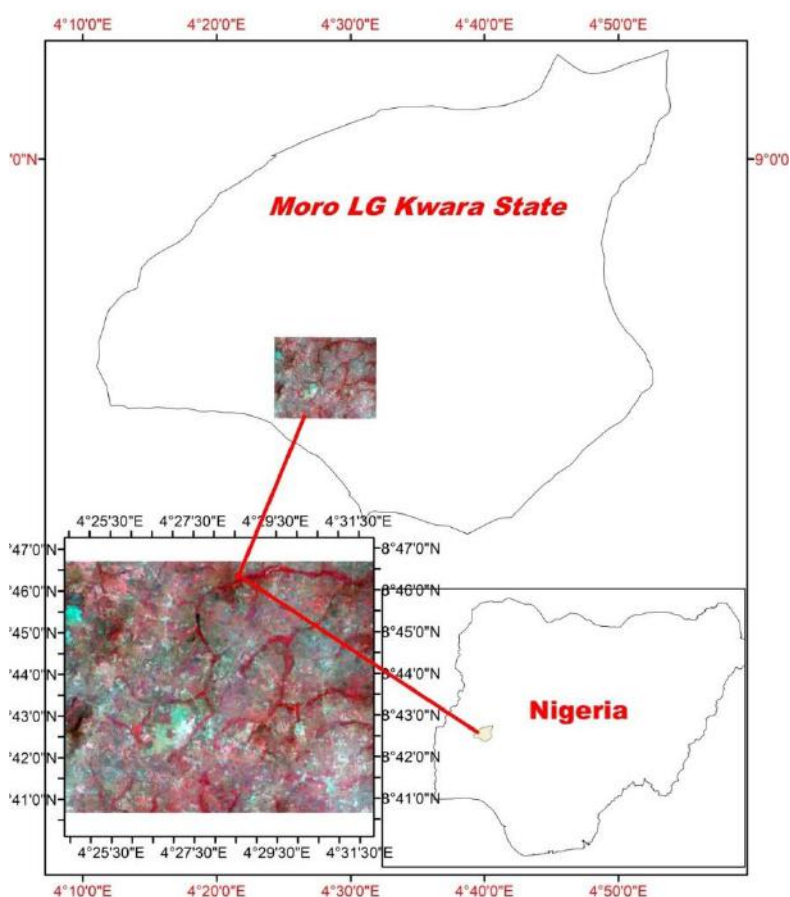 4°10'0"E 4°20'0"E 4°30'0"E 4°40'0"E 4°50'0"E
'0"N 9°0'0
Moro LG Kwara State
4°25'30"E 4°27'30"E 4°29'30"E 4°31'30"E
°47'0"N 8°47'0"N
°46'0"N 8°46'0"N
°45'0"N 8°45'0"N
°44'0"N 8°44'0"N
°43'0"N 8°43'0"N
°42'0"N 8°42'0"N
°41'0"N 8°41'0"N
Nigeria
4°25'30"E 4°27'30"E 4°29'30"E 4°31'30"E
4°10'0"E 4°20'0"E 4°30'0"E 4°40'0"E 4°50'0"E